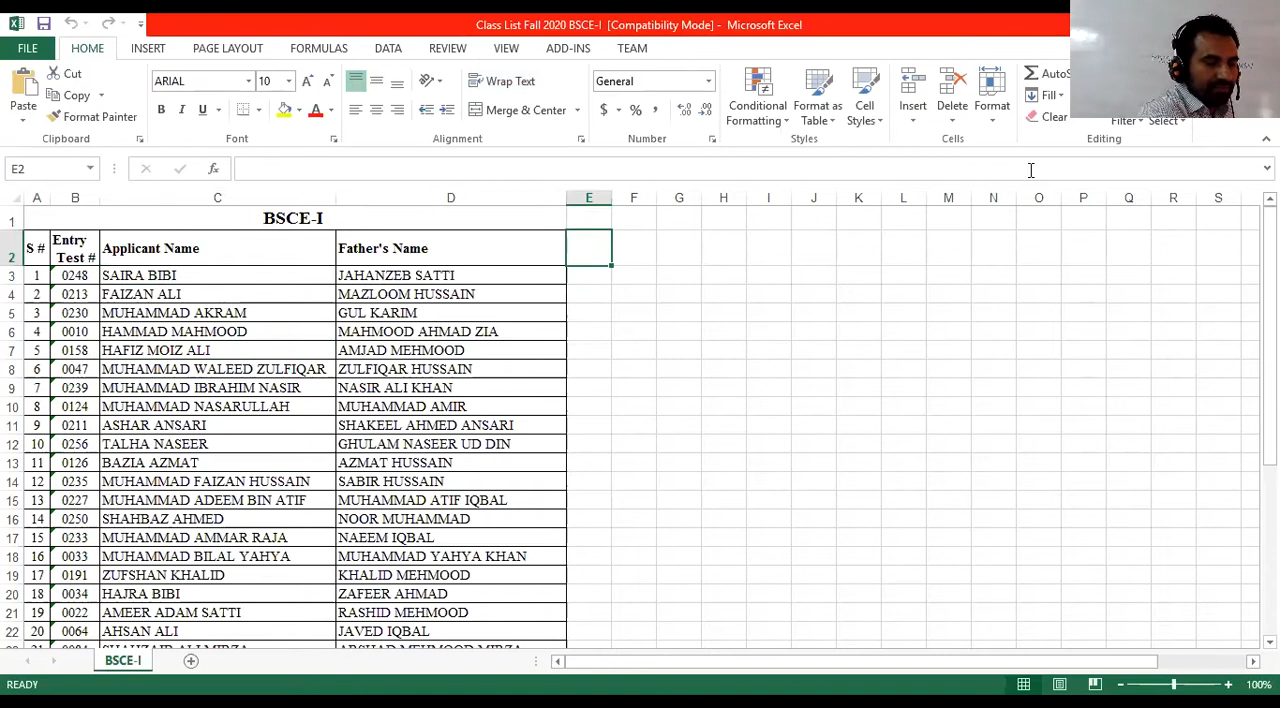 Class List Fall 2020 BSCE-I [Compatibility Mode] - Microsoft Excel
FILE HOME INSERT PAGE LAYOUT FORMULAS DATA REVIEW VIEW ADD-INS TEAM
Paste
Cut
Copy
Format Painter
Clipboard
ARIAL 10
B I U
Font
Wrap Text
Merge & Center
Alignment
General
$ % ,
Number
Conditional Formatting
Format as Table
Cell Styles
Styles
Insert
Delete
Format
Cells
Fill
Clear
Filter Select
Editing
E2
fx
A B C D E F G H I J K L M N O P Q R S
1 BSCE-I
2 S # Entry Test # Applicant Name Father's Name
3 1 0248 SAIRA BIBI JAHANZEB SATTI
4 2 0213 FAIZAN ALI MAZLOOM HUSSAIN
5 3 0230 MUHAMMAD AKRAM GUL KARIM
6 4 0010 HAMMAD MAHMOOD MAHMOOD AHMAD ZIA
7 5 0158 HAFIZ MOIZ ALI AMJAD MEHMOOD
8 6 0047 MUHAMMAD WALEED ZULFIQAR ZULFIQAR HUSSAIN
9 7 0239 MUHAMMAD IBRAHIM NASIR NASIR ALI KHAN
10 8 0124 MUHAMMAD NASARULLAH MUHAMMAD AMIR
11 9 0211 ASHAR ANSARI SHAKEEL AHMED ANSARI
12 10 0256 TALHA NASEER GHULAM NASEER UD DIN
13 11 0126 BAZIA AZMAT AZMAT HUSSAIN
14 12 0235 MUHAMMAD FAIZAN HUSSAIN SABIR HUSSAIN
15 13 0227 MUHAMMAD ADEEM BIN ATIF MUHAMMAD ATIF IQBAL
16 14 0250 SHAHBAZ AHMED NOOR MUHAMMAD
17 15 0233 MUHAMMAD AMMAR RAJA NAEEM IQBAL
18 16 0033 MUHAMMAD BILAL YAHYA MUHAMMAD YAHYA KHAN
19 17 0191 ZUFSHAN KHALID KHALID MEHMOOD
20 18 0034 HAJRA BIBI ZAFEER AHMAD
21 19 0022 AMEER ADAM SATTI RASHID MEHMOOD
22 20 0064 AHSAN ALI JAVED IQBAL
BSCE-I
READY
100%